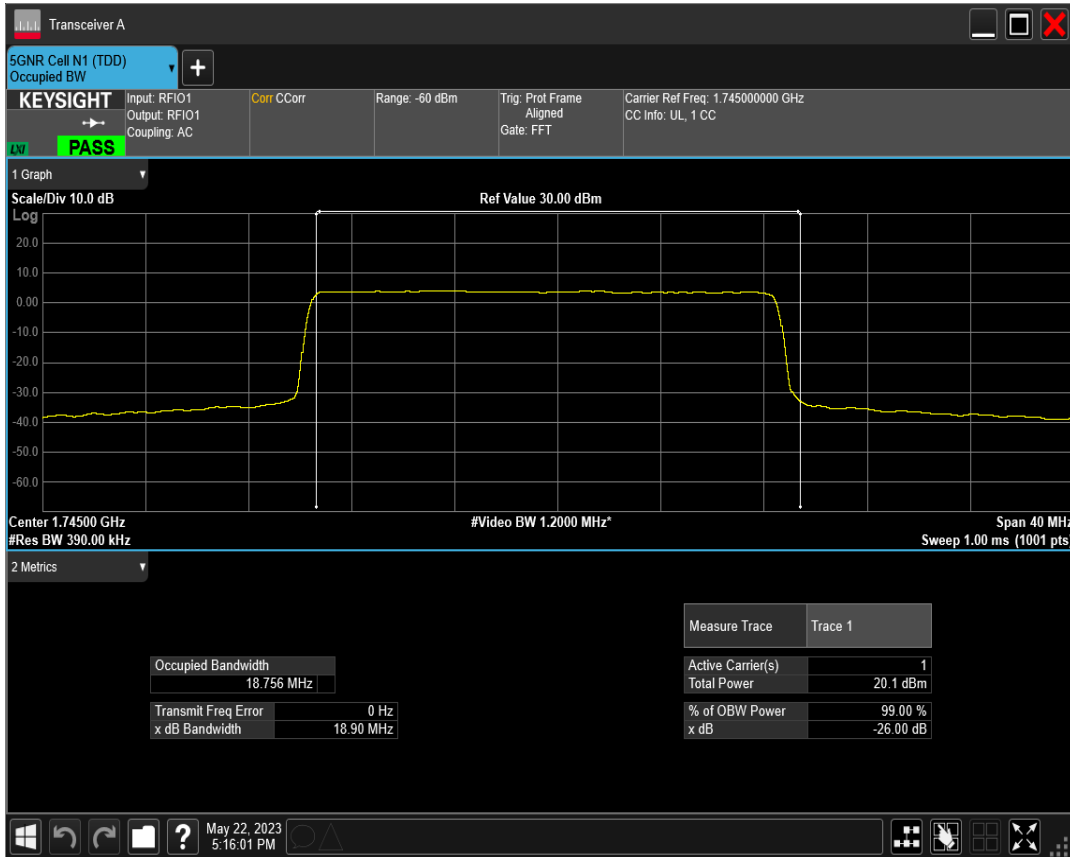 Transceiver A
5GNR Cell N1 (TDD)
Occupied BW
+
KEYSIGHT
LXI
PASS
Input: RFIO1
Output: RFIO1
Coupling: AC
Corr CCorr
Range: -60 dBm
Trig: Prot Frame
Aligned
Gate: FFT
Carrier Ref Freq: 1.745000000 GHz
CC Info: UL, 1 CC
1 Graph
Scale/Div 10.0 dB
Ref Value 30.00 dBm
Log
20.0
10.0
0.00
-10.0
-20.0
-30.0
-40.0
-50.0
-60.0
Center 1.74500 GHz
#Video BW 1.2000 MHz*
Span 40 MHz
#Res BW 390.00 kHz
Sweep 1.00 ms (1001 pts)
2 Metrics
Measure Trace Trace 1
Occupied Bandwidth
18.756 MHz
Active Carrier(s) 1
Total Power 20.1 dBm
Transmit Freq Error 0 Hz
x dB Bandwidth 18.90 MHz
% of OBW Power 99.00 %
x dB -26.00 dB
?
May 22, 2023
5:16:01 PM